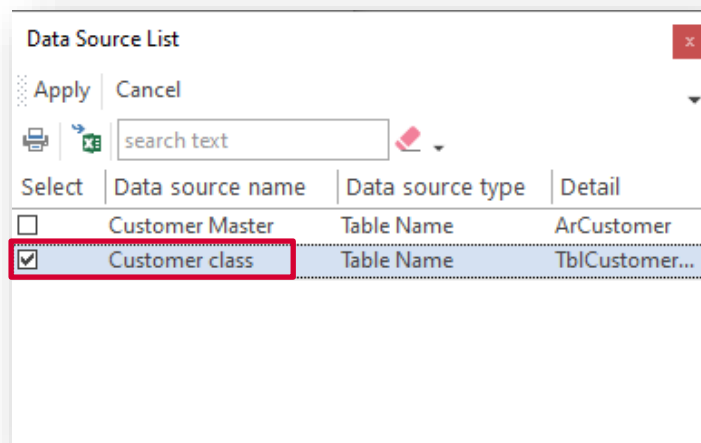 Data Source List
x
Apply Cancel
search text
Select Data source name Data source type Detail
Customer Master Table Name ArCustomer
Customer class Table Name TblCustomer...